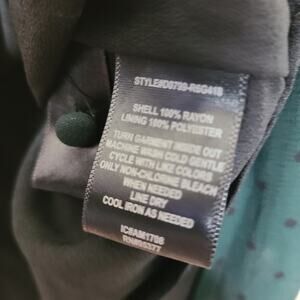 SHELL 100% RAYON
LINING 100% POLYESTER
TURN GARMENT INSIDE OUT
MACHINE WASH COLD GENTLE
CYCLE WITH LIKE COLORS
ONLY NON-CHLORINE BLEACH
WHEN NEEDED
LINE DRY
COOL IRON AS NEEDED